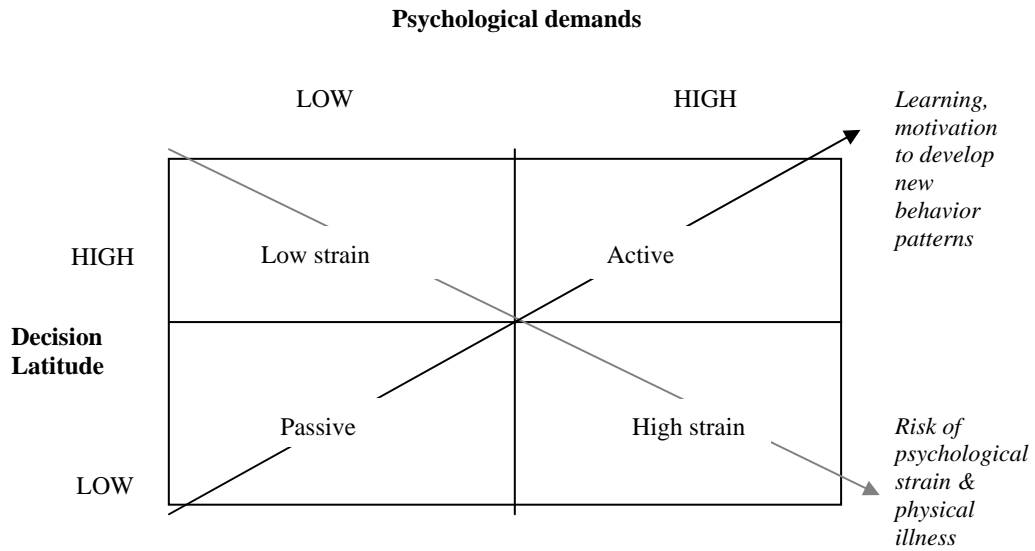 Psychological demands
LOW
HIGH
Learning,
motivation
to develop
new
behavior
patterns
HIGH
Low strain
Active
Decision
Latitude
Passive
High strain
LOW
Risk of
psychological
strain &
physical
illness